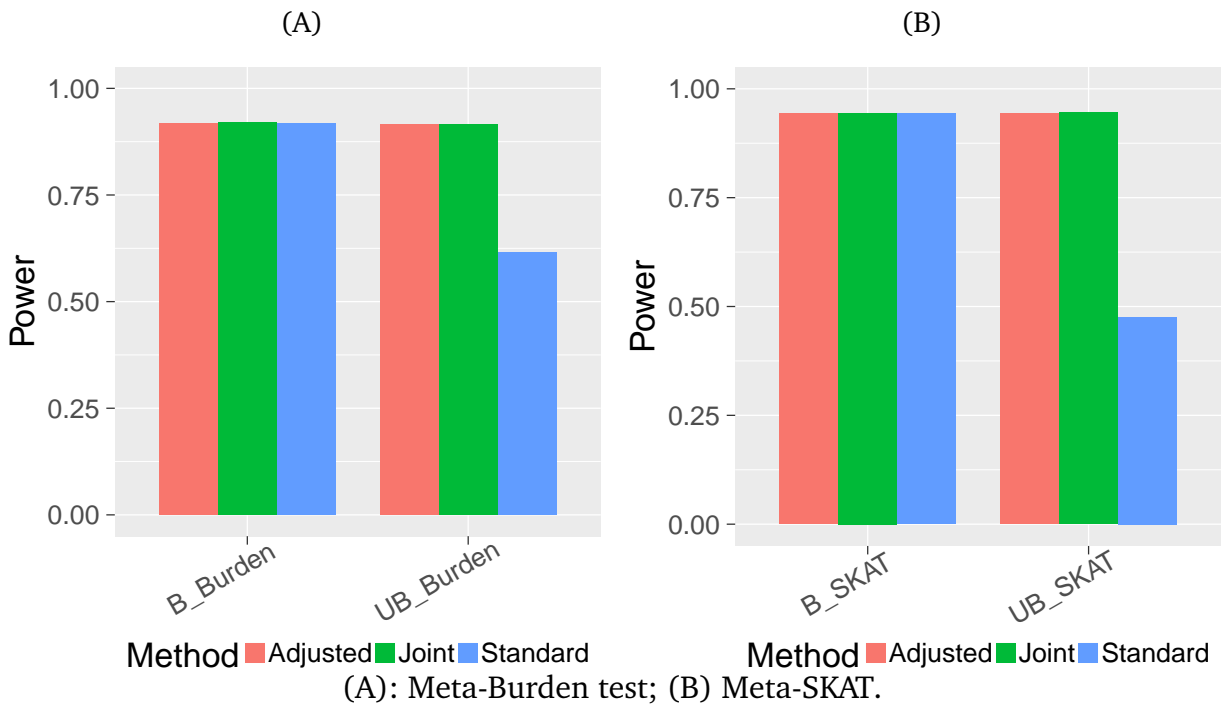 (A)
1.00
0.75
0.50
0.25
0.00
Power
B_Burden
UB_Burden
Method Adjusted Joint Standard
(B)
1.00
0.75
0.50
0.25
0.00
Power
B_SKAT
UB_SKAT
Method Adjusted Joint Standard
(A): Meta-Burden test; (B) Meta-SKAT.